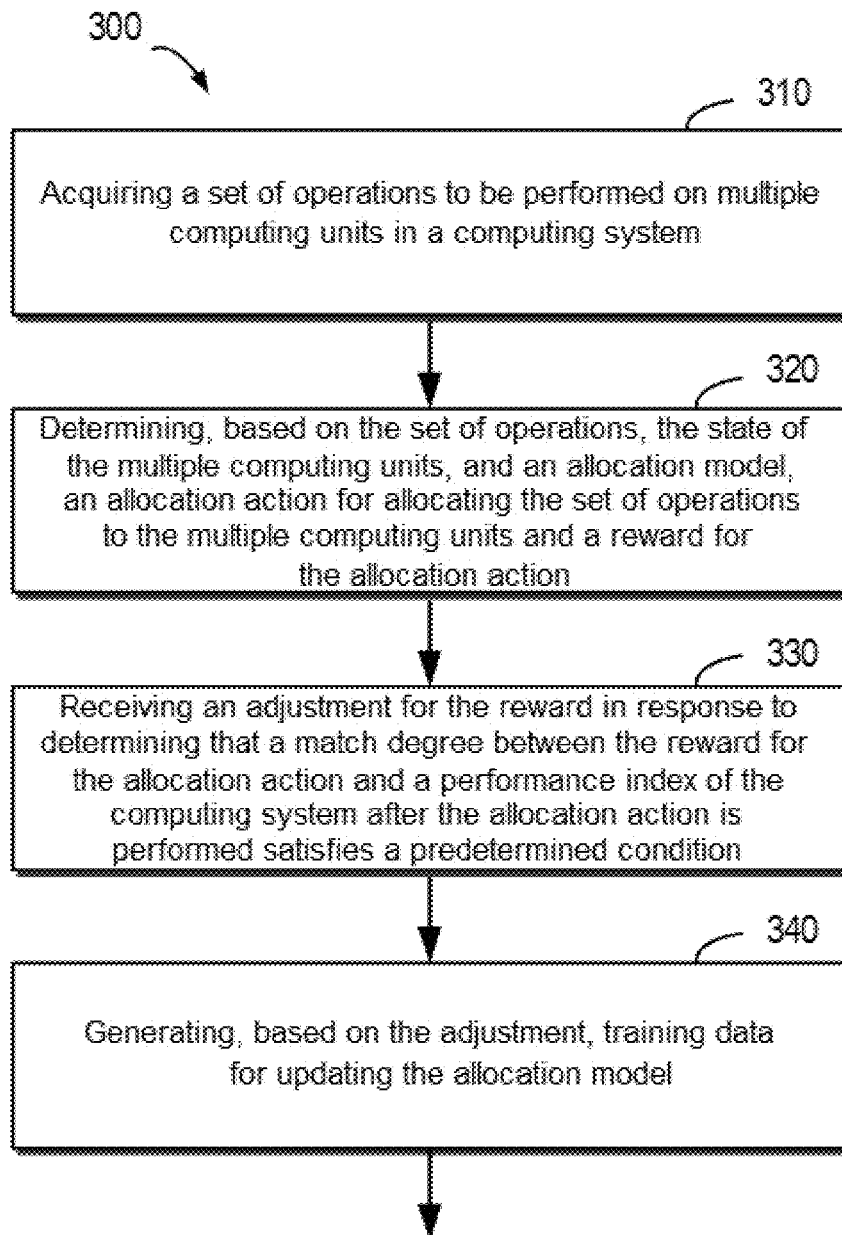 300
310
Acquiring a set of operations to be performed on multiple
computing units in a computing system
320
Determining, based on the set of operations, the state of
the multiple computing units, and an allocation model,
an allocation action for allocating the set of operations
to the multiple computing units and a reward for
the allocation action
330
Receiving an adjustment for the reward in response to
determining that a match degree between the reward for
the allocation action and a performance index of the
computing system after the allocation action is
performed satisfies a predetermined condition
340
Generating, based on the adjustment, training data
for updating the allocation model